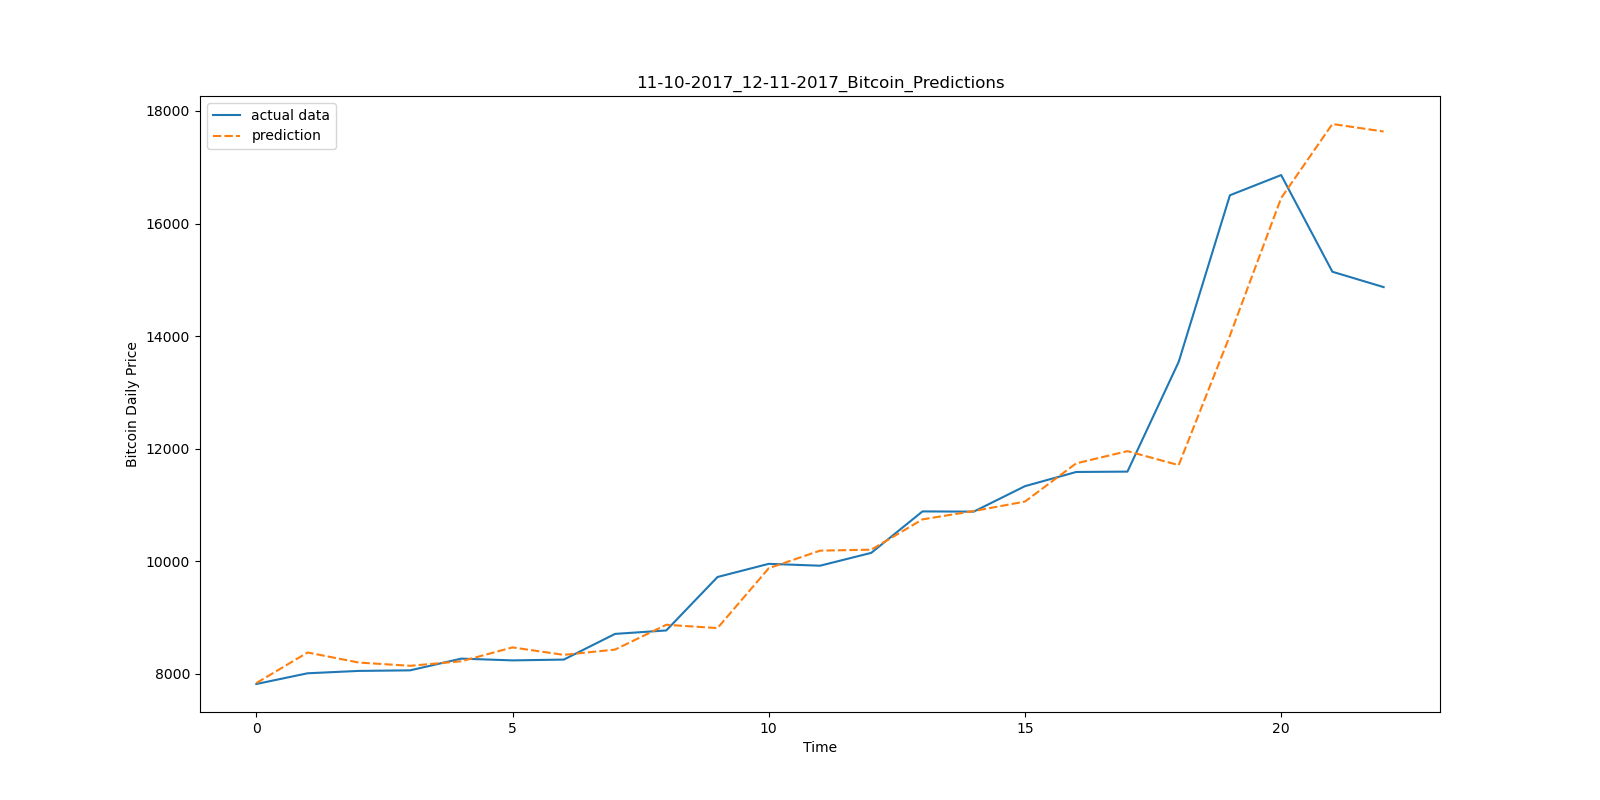 11-10-2017_12-11-2017_Bitcoin_Predictions
actual data
prediction
18000
16000
14000
12000
10000
8000
Bitcoin Daily Price
0 5 10 15 20
Time